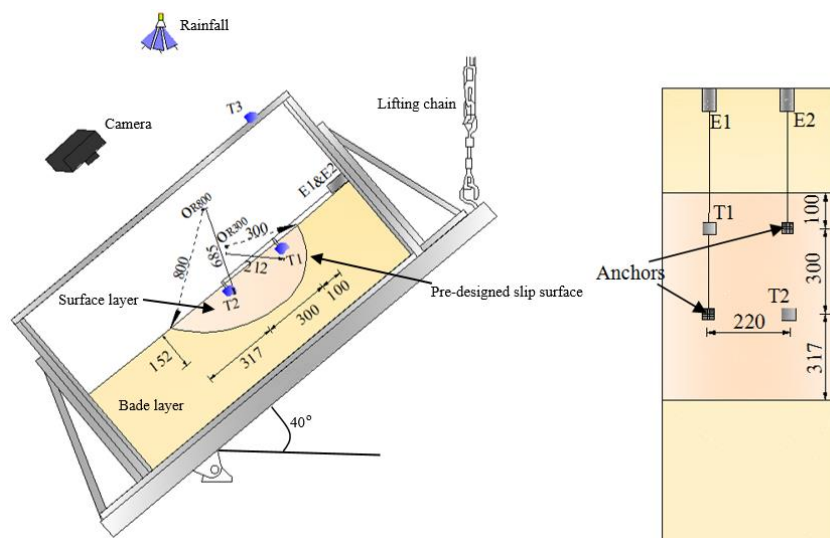 Rainfall
Camera
T3
Lifting chain
E1&E2
OR800
OR300
300
800
685
212
T1
T2
Surface layer
Pre-designed slip surface
100
300
317
152
Bade layer
40°
E1
E2
T1
100
Anchors
300
T2
220
317